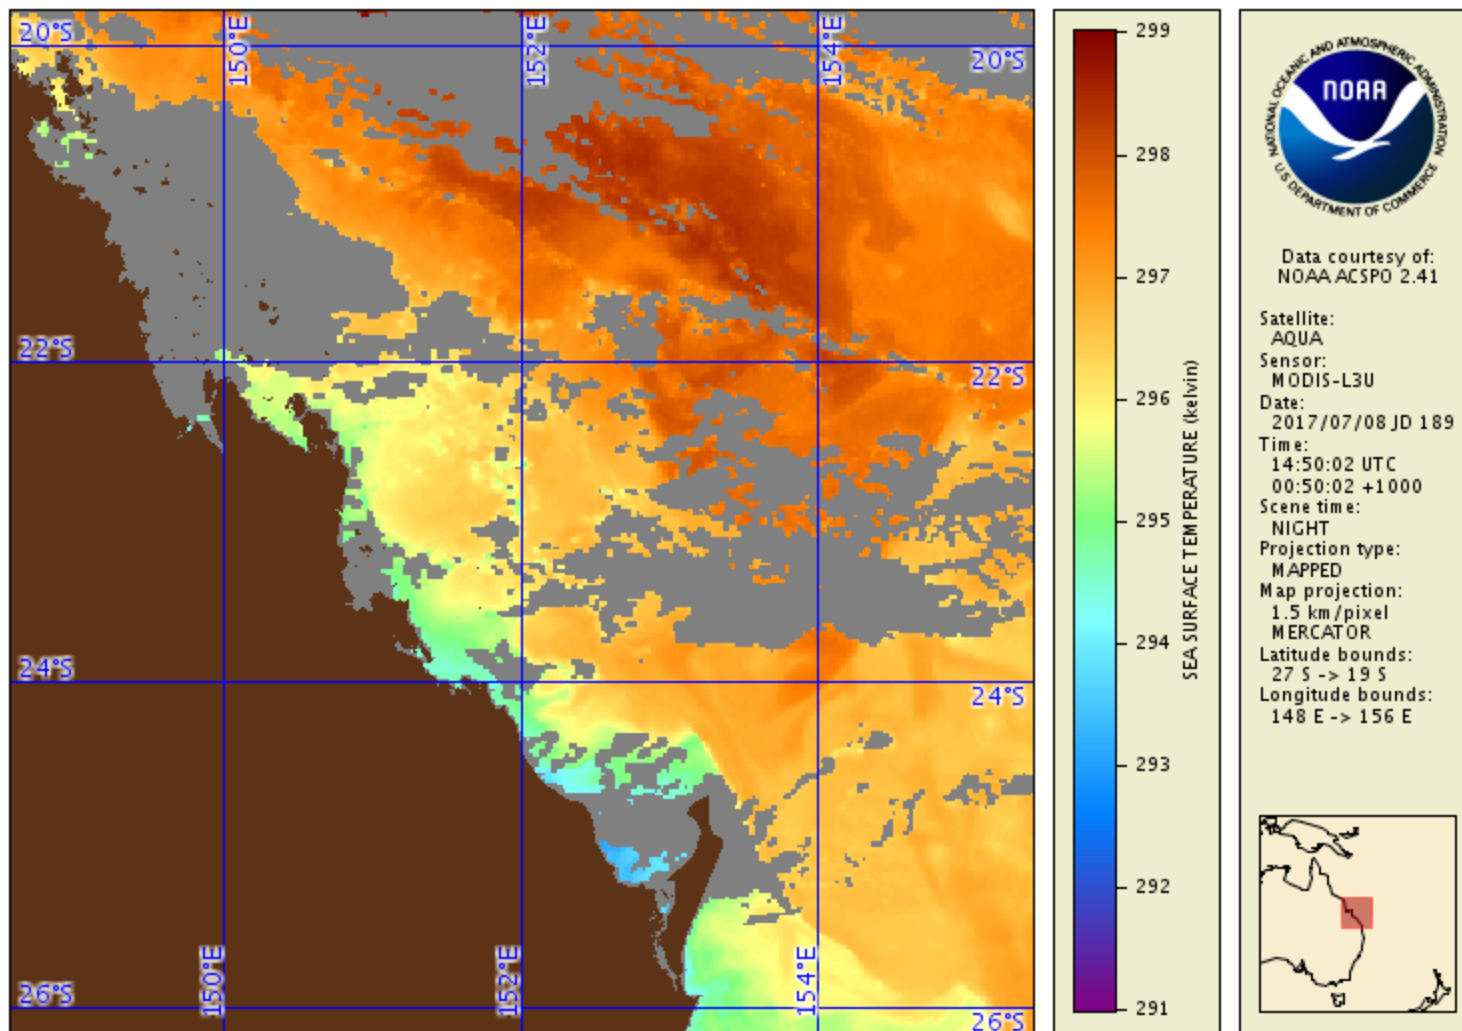 20°S
150°E
152°E
154°E
20°S
22°S
22°S
24°S
24°S
26°S
150°E
152°E
154°E
26°S
299
298
297
296
295
294
293
292
291
SEA SURFACE TEMPERATURE (kelvin)
NATIONAL OCEANIC AND ATMOSPHERIC ADMINISTRATION
NOAA
U.S. DEPARTMENT OF COMMERCE
Data courtesy of:
NOAA ACSPO 2.41
Satellite:
AQUA
Sensor:
MODIS-L3U
Date:
2017/07/08 JD 189
Time:
14:50:02 UTC
00:50:02 +1000
Scene time:
NIGHT
Projection type:
MAPPED
Map projection:
1.5 km/pixel
MERCATOR
Latitude bounds:
27 S -> 19 S
Longitude bounds:
148 E -> 156 E